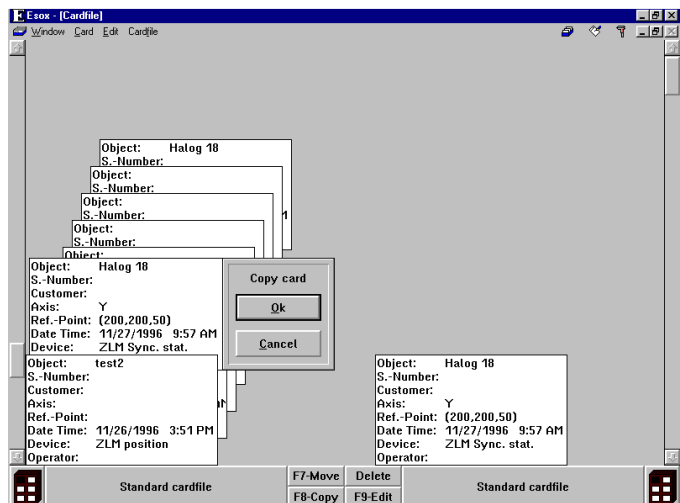 Esox - [Cardfile]
Window Card Edit Cardfile
Object: Halog 18
S.-Number:
Object:
S.-Number:
Object:
S.-Number:
Object:
S.-Number:
Object:
Object: Halog 18
S.-Number:
Customer:
Axis: Y
Ref.-Point: (200,200,50)
Date Time: 11/27/1996 9:57 AM
Device: ZLM Sync. stat.
Copy card
Ok
Cancel
Object: test2
S.-Number:
Customer:
Axis:
Ref.-Point:
Date Time: 11/26/1996 3:51 PM
Device: ZLM position
Operator:
Object: Halog 18
S.-Number:
Customer:
Axis: Y
Ref.-Point: (200,200,50)
Date Time: 11/27/1996 9:57 AM
Device: ZLM Sync. stat.
Operator:
Standard cardfile
F7-Move Delete
F8-Copy F9-Edit
Standard cardfile